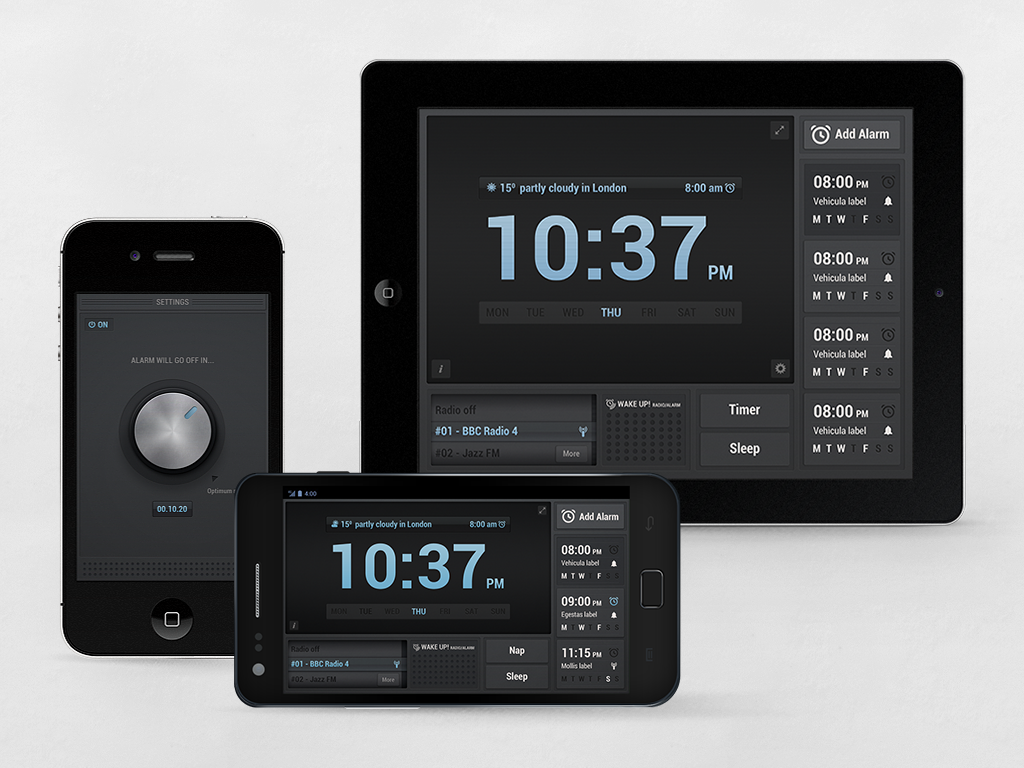 Add Alarm
15º partly cloudy in London 8:00 am
10:37 PM
MON TUE WED THU FRI SAT SUN
i
08:00 PM
Vehicula label
M T W T F S S
08:00 PM
Vehicula label
M T W T F S S
08:00 PM
Vehicula label
M T W T F S S
08:00 PM
Vehicula label
M T W T F S S
Radio off
#01 - BBC Radio 4
#02 - Jazz FM
More
WAKE UP! RADIO/ALARM
Timer
Sleep
SETTINGS
ON
ALARM WILL GO OFF IN...
Optimum
00.10.20
4:00
15º partly cloudy in London 8:00 am
10:37 PM
MON TUE WED THU FRI SAT SUN
i
Add Alarm
08:00 PM
Vehicula label
M T W T F S S
09:00 PM
Egestas label
M T W T F S S
11:15 PM
Mollis label
M T W T F S S
Radio off
#01 - BBC Radio 4
#02 - Jazz FM
More
WAKE UP! RADIO/ALARM
Nap
Sleep